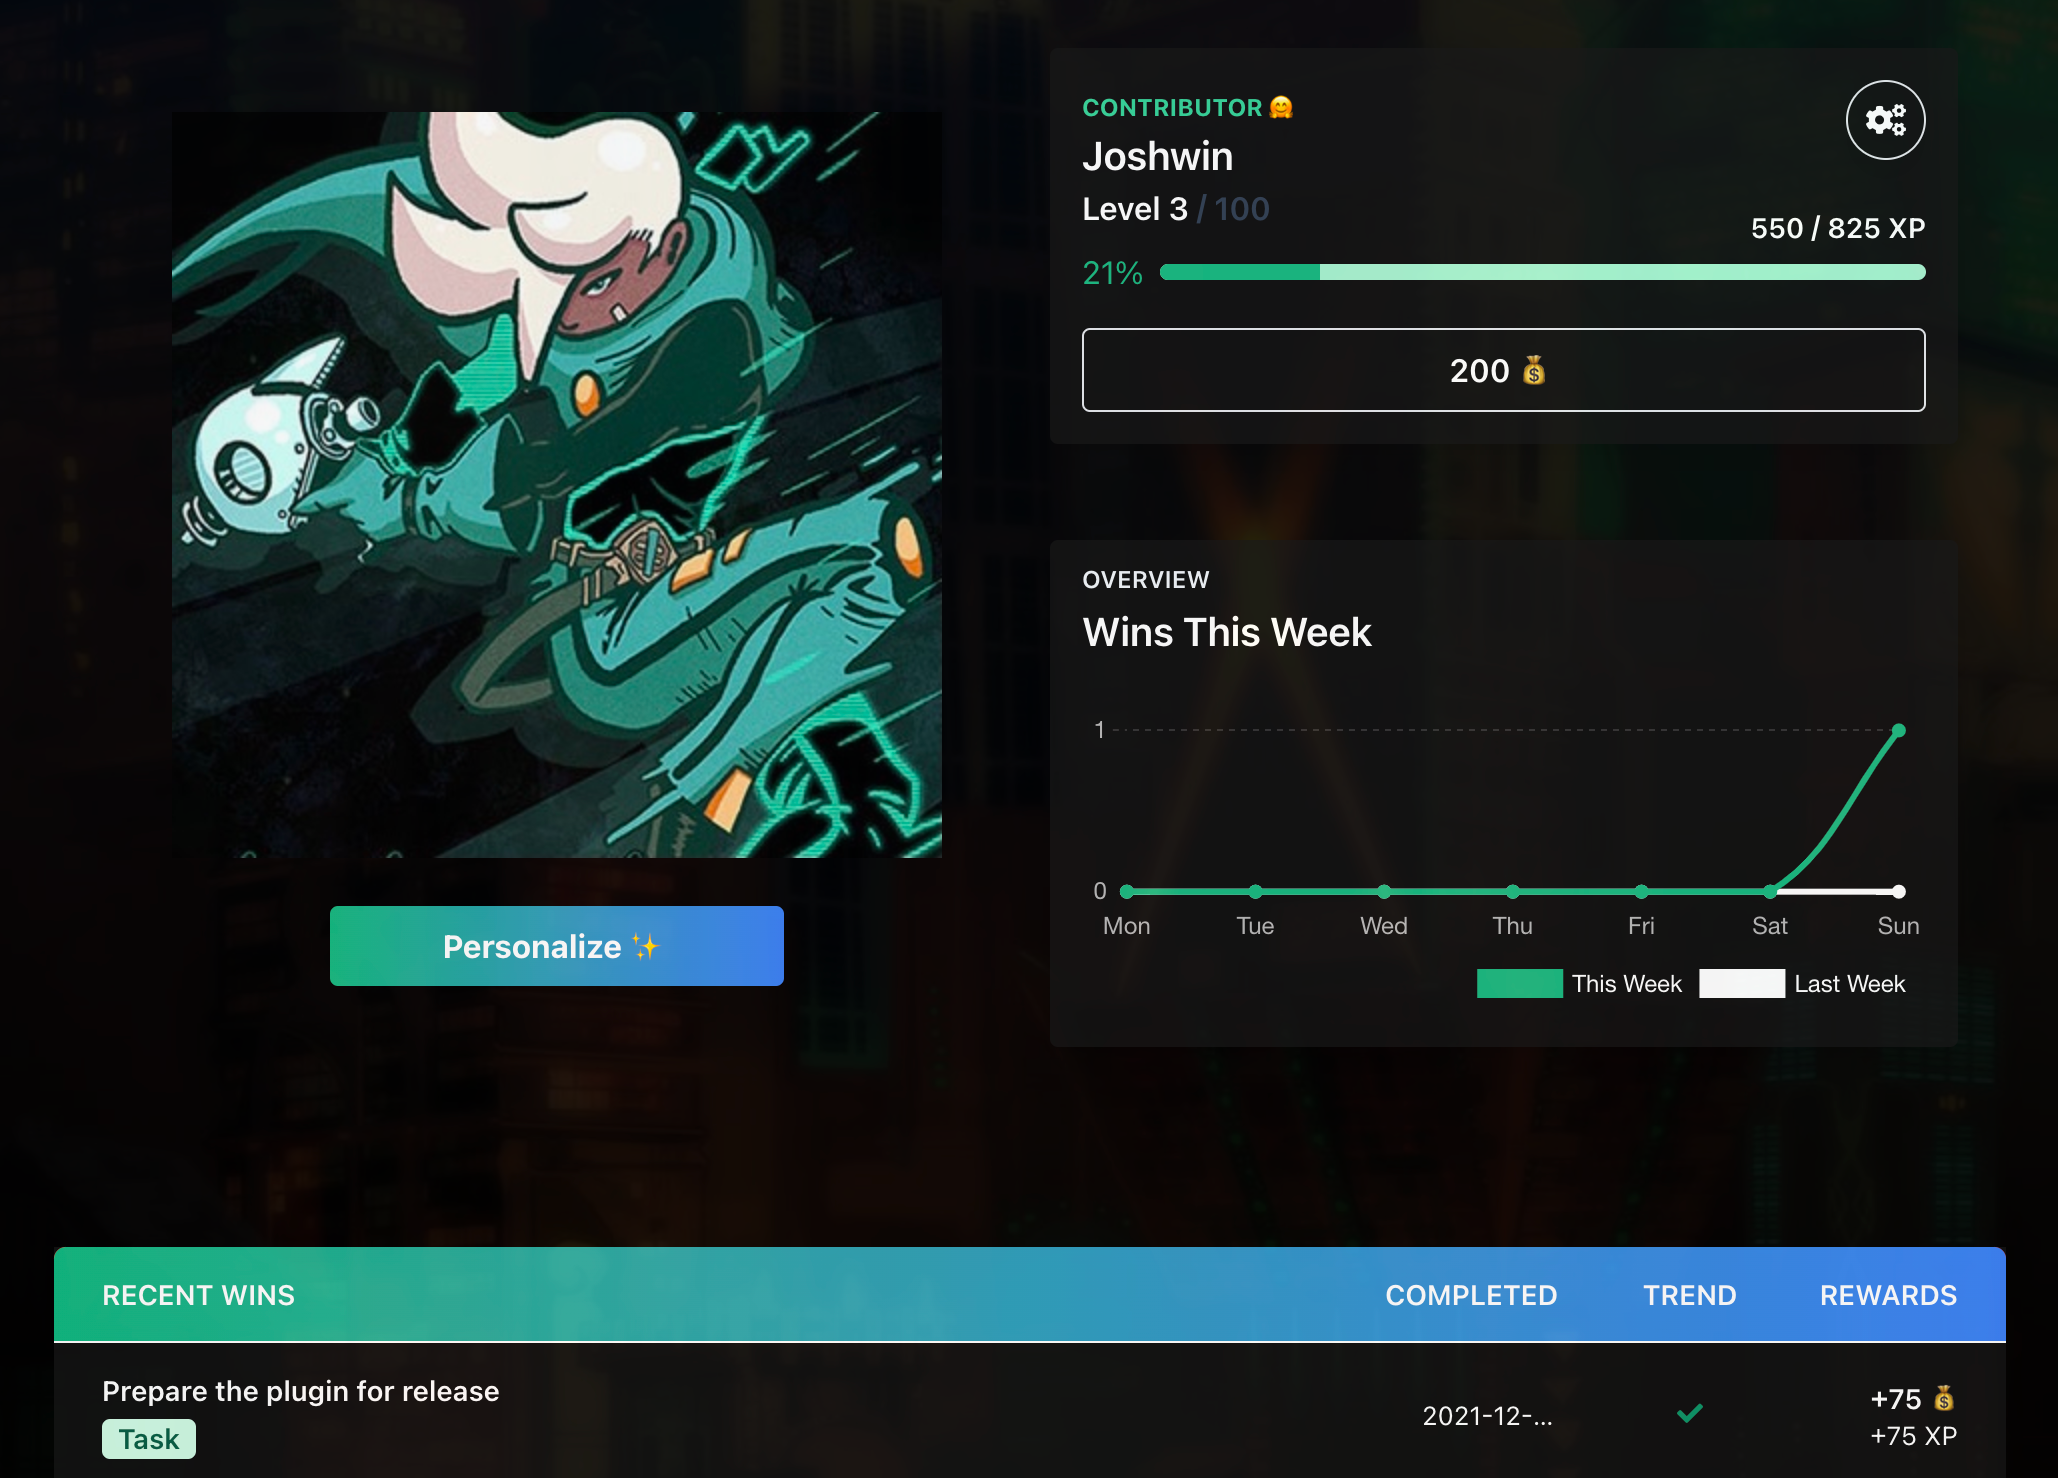 CONTRIBUTOR 🤗
Joshwin
Level 3 / 100
550 / 825 XP
21%
200 💰
Personalize ✨
OVERVIEW
Wins This Week
1
0
Mon Tue Wed Thu Fri Sat Sun
This Week Last Week
RECENT WINS COMPLETED TREND REWARDS
Prepare the plugin for release
Task
2021-12-...
+75 💰
+75 XP